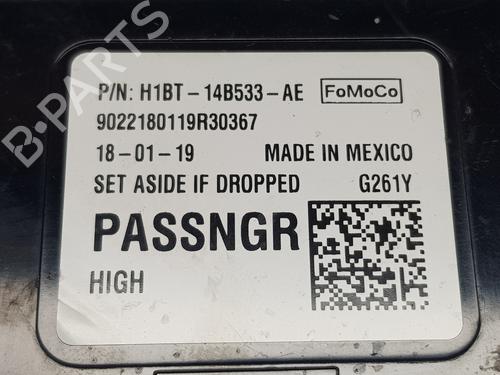 P/N: H1BT-14B533-AE FoMoCo
9022180119R30367
18-01-19 MADE IN MEXICO
SET ASIDE IF DROPPED G261Y
PASSNGR
HIGH
B-PARTS